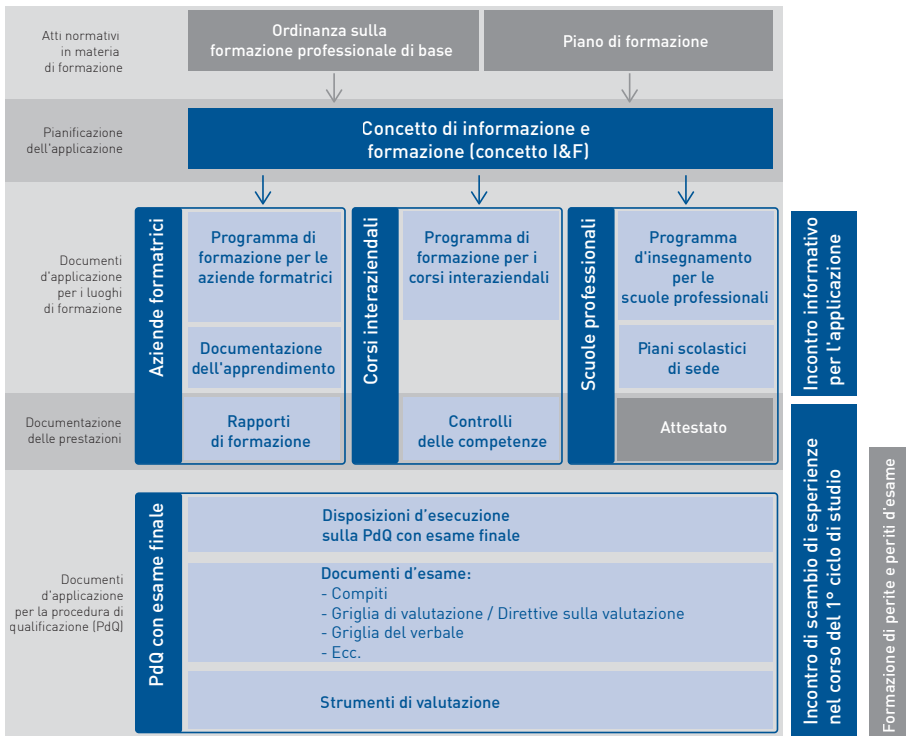 Atti normativi
in materia
di formazione
Ordinanza sulla
formazione professionale di base
Piano di formazione
Pianificazione
dell'applicazione
Concetto di informazione e
formazione (concetto I&F)
Documenti
d'applicazione
per i luoghi
di formazione
Aziende formatrici
Programma di
formazione per le
aziende formatrici
Documentazione
dell'apprendimento
Corsi interaziendali
Programma di
formazione per i
corsi interaziendali
Scuole professionali
Programma
d'insegnamento
per le
scuole professionali
Piani scolastici
di sede
Incontro informativo
per l'applicazione
Documentazione
delle prestazioni
Rapporti
di formazione
Controlli
delle competenze
Attestato
Documenti
d'applicazione
per la procedura di
qualificazione (PdQ)
PdQ con esame finale
Disposizioni d’esecuzione
sulla PdQ con esame finale
Documenti d’esame:
- Compiti
- Griglia di valutazione / Direttive sulla valutazione
- Griglia del verbale
- Ecc.
Strumenti di valutazione
Incontro di scambio di esperienze
nel corso del 1° ciclo di studio
Formazione di perite e periti d'esame